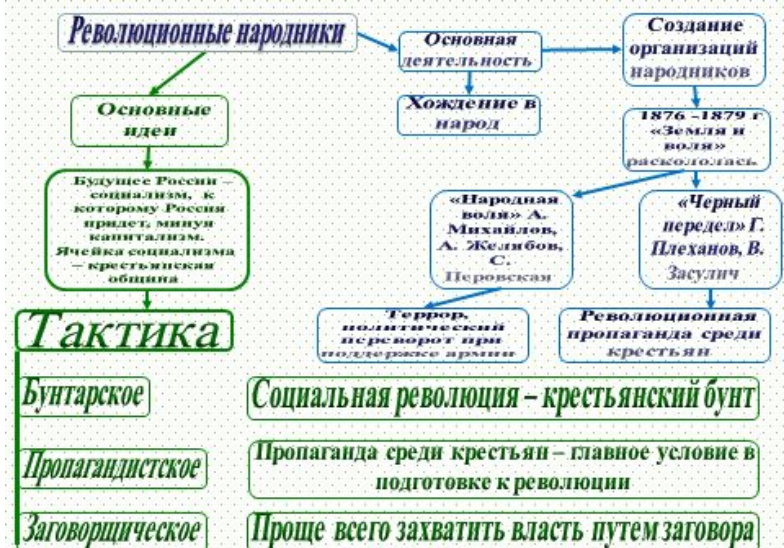 Революционные народники
Основная
деятельность
Создание
организаций
народников
Основные
идеи
Хождение в
народ
1876 –1879 г
«Земля и
воля»
раскололась
Будущее России –
социализм, к
которому Россия
придет, минуя
капитализм.
Ячейка социализма
– крестьянская
община
«Народная
воля» А.
Михайлов,
А. Желябов,
С.
Перовская
«Черный
передел» Г.
Плеханов, В.
Засулич
Террор,
политический
переворот при
поддержке армии
Революционная
пропаганда среди
крестьян
Тактика
Бунтарское
Социальная революция – крестьянский бунт
Пропагандистское
Пропаганда среди крестьян – главное условие в
подготовке к революции
Заговорщическое
Проще всего захватить власть путем заговора